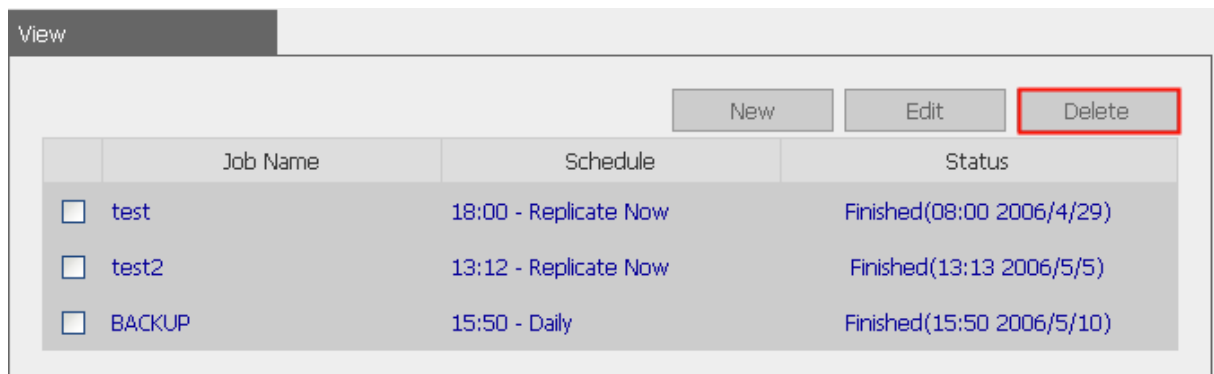 View
New Edit Delete
Job Name Schedule Status
test 18:00 - Replicate Now Finished(08:00 2006/4/29)
test2 13:12 - Replicate Now Finished(13:13 2006/5/5)
BACKUP 15:50 - Daily Finished(15:50 2006/5/10)